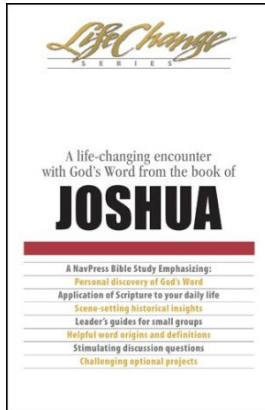 LifeChange
SERIES
A life-changing encounter
with God's Word from the book of
JOSHUA
A NavPress Bible Study Emphasizing:
Personal discovery of God's Word
Application of Scripture to your daily life
Scene-setting historical insights
Leader's guides for small groups
Helpful word origins and definitions
Stimulating discussion questions
Challenging optional projects